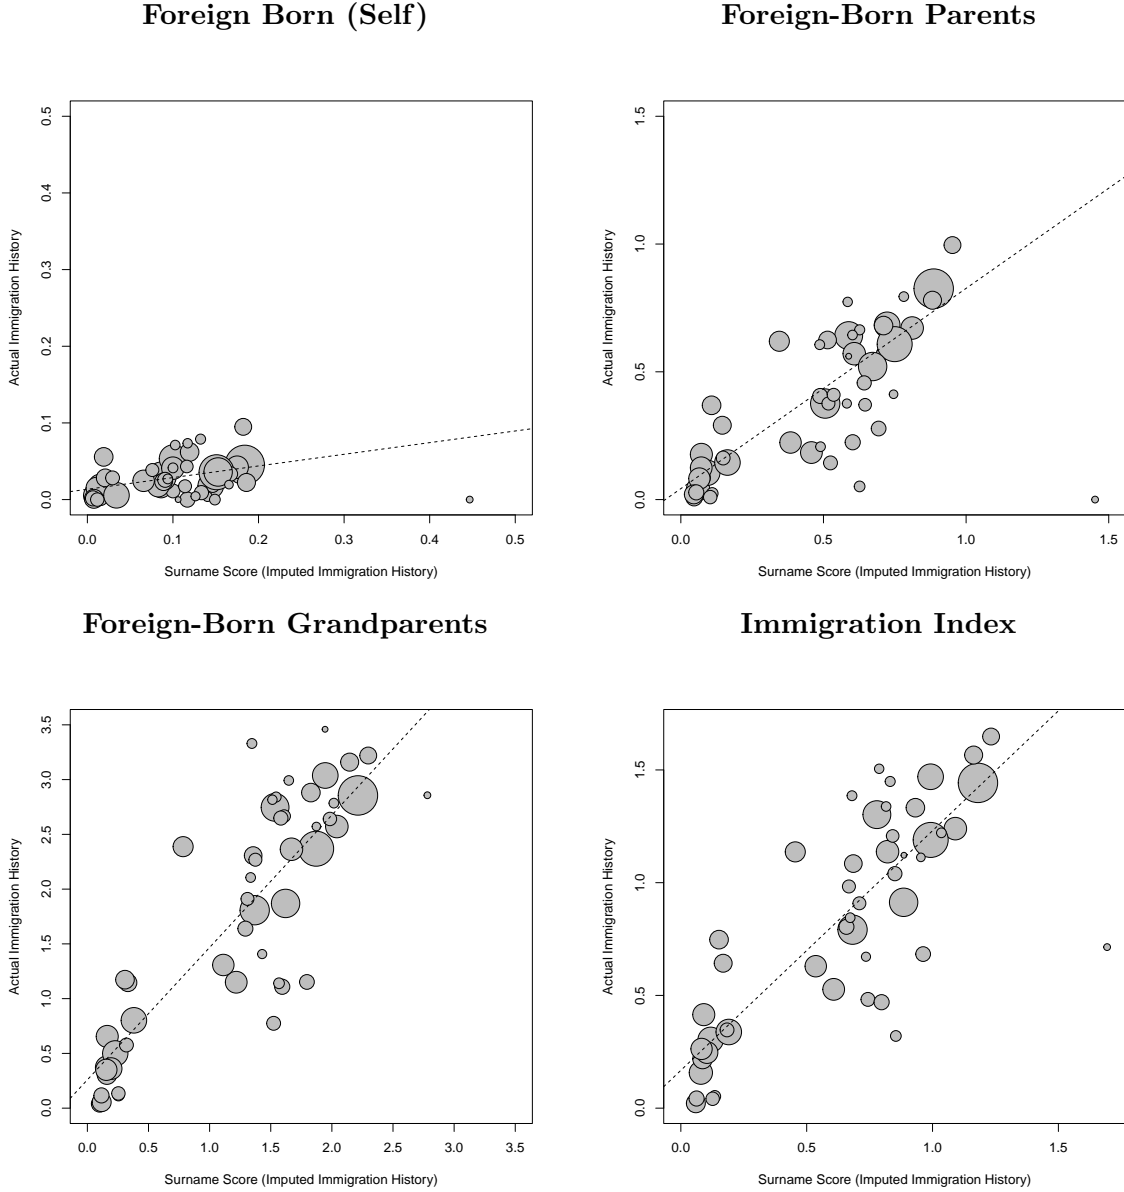 Foreign Born (Self)
Foreign-Born Parents
0.5
0.4
0.3
0.2
0.1
0.0
Actual Immigration History
0.0 0.1 0.2 0.3 0.4 0.5
Surname Score (Imputed Immigration History)
1.5
1.0
0.5
0.0
Actual Immigration History
0.0 0.5 1.0 1.5
Surname Score (Imputed Immigration History)
Foreign-Born Grandparents
Immigration Index
3.5
3.0
2.5
2.0
1.5
1.0
0.5
0.0
Actual Immigration History
0.0 0.5 1.0 1.5 2.0 2.5 3.0 3.5
Surname Score (Imputed Immigration History)
1.5
1.0
0.5
0.0
Actual Immigration History
0.0 0.5 1.0 1.5
Surname Score (Imputed Immigration History)